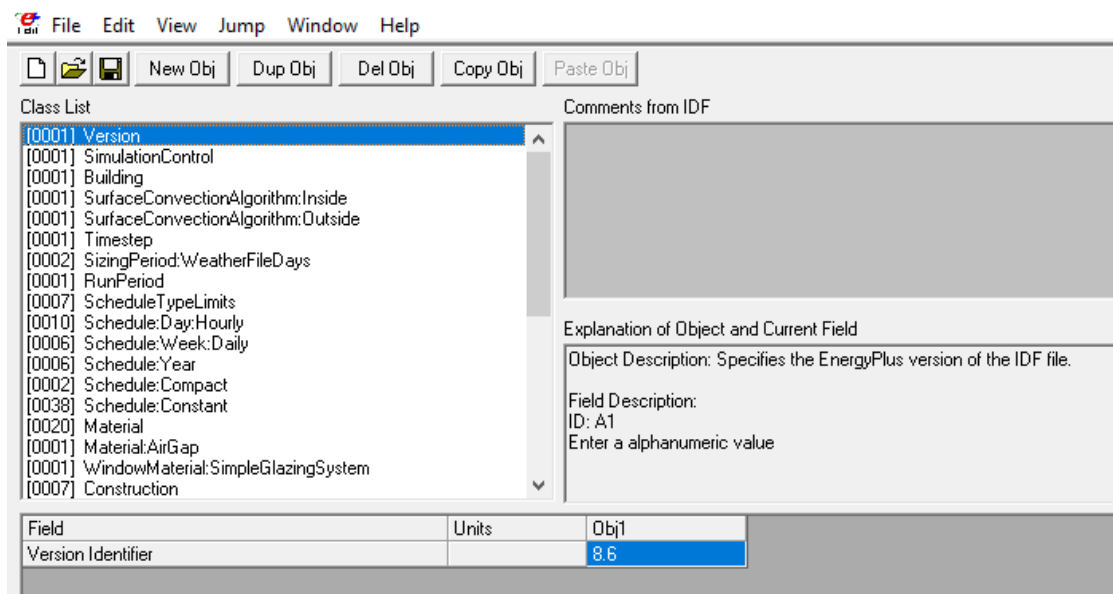 File Edit View Jump Window Help
New Obj Dup Obj Del Obj Copy Obj Paste Obj
Class List
[0001] Version
[0001] SimulationControl
[0001] Building
[0001] SurfaceConvectionAlgorithm:Inside
[0001] SurfaceConvectionAlgorithm:Outside
[0001] Timestep
[0002] SizingPeriod:WeatherFileDays
[0001] RunPeriod
[0007] ScheduleTypeLimits
[0010] Schedule:Day:Hourly
[0006] Schedule:Week:Daily
[0006] Schedule:Year
[0002] Schedule:Compact
[0038] Schedule:Constant
[0020] Material
[0001] Material:AirGap
[0001] WindowMaterial:SimpleGlazingSystem
[0007] Construction
Comments from IDF
Explanation of Object and Current Field
Object Description: Specifies the EnergyPlus version of the IDF file.
Field Description:
ID: A1
Enter a alphanumeric value
Field Units Obj1
Version Identifier 8.6